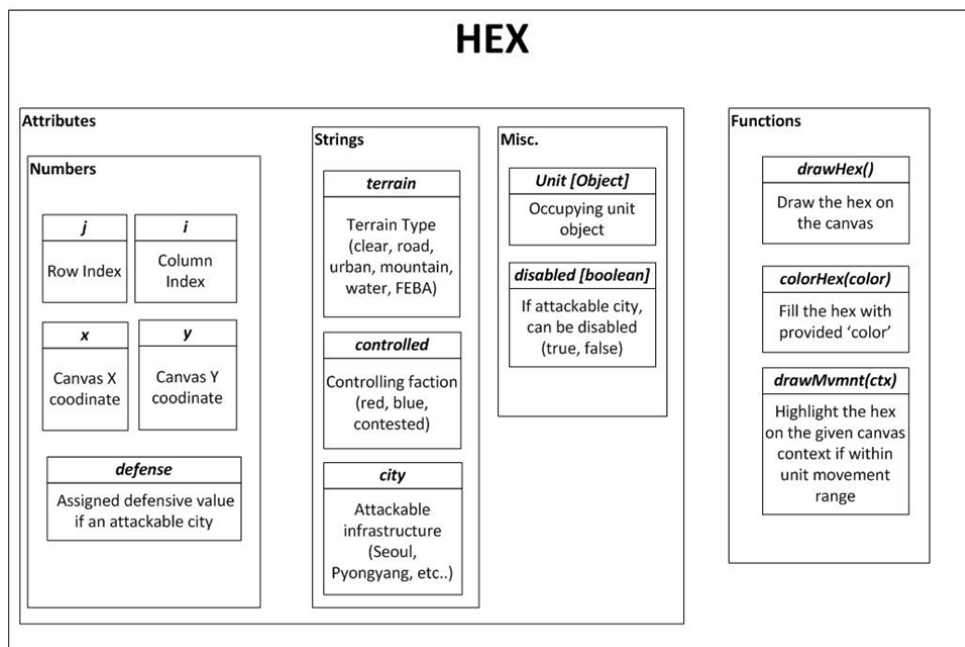 HEX
Attributes
Numbers
j
Row Index
i
Column
Index
x
Canvas X
coodinate
y
Canvas Y
coodinate
defense
Assigned defensive value
if an attackable city
Strings
terrain
Terrain Type
(clear, road,
urban, mountain,
water, FEBA)
controlled
Controlling faction
(red, blue,
contested)
city
Attackable
infrastructure
(Seoul,
Pyongyang, etc..)
Misc.
Unit [Object]
Occupying unit
object
disabled [boolean]
If attackable city,
can be disabled
(true, false)
Functions
drawHex()
Draw the hex on
the canvas
colorHex(color)
Fill the hex with
provided ‘color’
drawMvmnt(ctx)
Highlight the hex
on the given canvas
context if within
unit movement
range